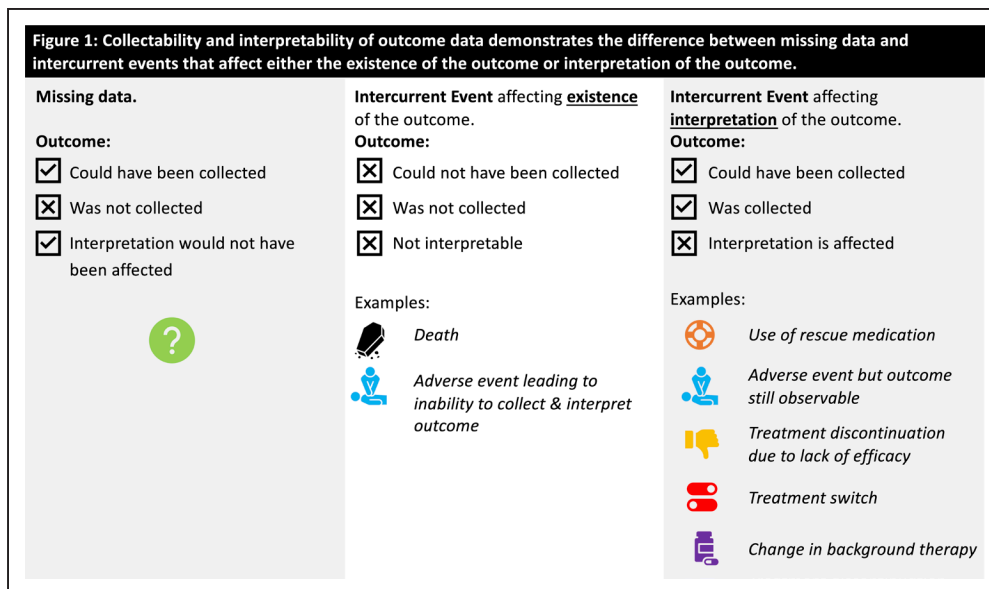 Figure 1: Collectability and interpretability of outcome data demonstrates the difference between missing data and
intercurrent events that affect either the existence of the outcome or interpretation of the outcome.
Missing data.
Outcome:
Could have been collected
Was not collected
Interpretation would not have
been affected
?
Intercurrent Event affecting existence
of the outcome.
Outcome:
Could not have been collected
Was not collected
Not interpretable
Examples:
Death
Adverse event leading to
inability to collect & interpret
outcome
Intercurrent Event affecting
interpretation of the outcome.
Outcome:
Could have been collected
Was collected
Interpretation is affected
Examples:
Use of rescue medication
Adverse event but outcome
still observable
Treatment discontinuation
due to lack of efficacy
Treatment switch
Change in background therapy